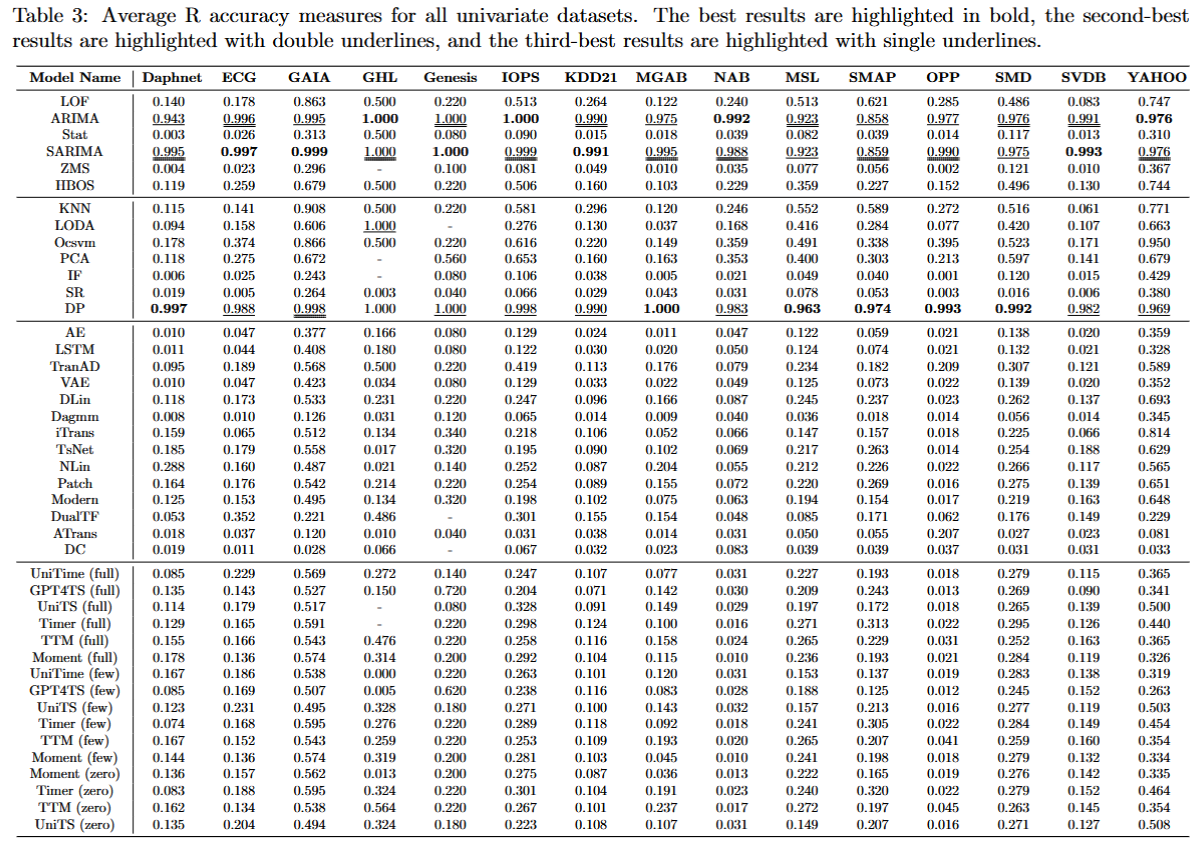 Table 3: Average R accuracy measures for all univariate datasets. The best results are highlighted in bold, the second-best
results are highlighted with double underlines, and the third-best results are highlighted with single underlines.
Model Name Daphnet ECG GAIA GHL Genesis IOPS KDD21 MGAB NAB MSL SMAP OPP SMD SVDB YAHOO
LOF 0.140 0.178 0.863 0.500 0.220 0.513 0.264 0.122 0.240 0.513 0.621 0.285 0.486 0.083 0.747
ARIMA 0.943 0.996 0.995 1.000 1.000 1.000 0.990 0.975 0.992 0.923 0.858 0.977 0.976 0.991 0.976
Stat 0.003 0.026 0.313 0.500 0.080 0.090 0.015 0.018 0.039 0.082 0.039 0.014 0.117 0.013 0.310
SARIMA 0.995 0.997 0.999 1.000 1.000 0.999 0.991 0.995 0.988 0.923 0.859 0.990 0.975 0.993 0.976
ZMS 0.004 0.023 0.296 - 0.100 0.081 0.049 0.010 0.035 0.077 0.056 0.002 0.121 0.010 0.367
HBOS 0.119 0.259 0.679 0.500 0.220 0.506 0.160 0.103 0.229 0.359 0.227 0.152 0.496 0.130 0.744
KNN 0.115 0.141 0.908 0.500 0.220 0.581 0.296 0.120 0.246 0.552 0.589 0.272 0.516 0.061 0.771
LODA 0.094 0.158 0.606 1.000 - 0.276 0.130 0.037 0.168 0.416 0.284 0.077 0.420 0.107 0.663
Ocsvm 0.178 0.374 0.866 0.500 0.220 0.616 0.220 0.149 0.359 0.491 0.338 0.395 0.523 0.171 0.950
PCA 0.118 0.275 0.672 - 0.560 0.653 0.160 0.163 0.353 0.400 0.303 0.213 0.597 0.141 0.679
IF 0.006 0.025 0.243 - 0.080 0.106 0.038 0.005 0.021 0.049 0.040 0.001 0.120 0.015 0.429
SR 0.019 0.005 0.264 0.003 0.040 0.066 0.029 0.043 0.031 0.078 0.053 0.003 0.016 0.006 0.380
DP 0.997 0.988 0.998 1.000 1.000 0.998 0.990 1.000 0.983 0.963 0.974 0.993 0.992 0.982 0.969
AE 0.010 0.047 0.377 0.166 0.080 0.129 0.024 0.011 0.047 0.122 0.059 0.021 0.138 0.020 0.359
LSTM 0.011 0.044 0.408 0.180 0.080 0.122 0.030 0.020 0.050 0.124 0.074 0.021 0.132 0.021 0.328
TranAD 0.095 0.189 0.568 0.500 0.220 0.419 0.113 0.176 0.079 0.234 0.182 0.209 0.307 0.121 0.589
VAE 0.010 0.047 0.423 0.034 0.080 0.129 0.033 0.022 0.049 0.125 0.073 0.022 0.139 0.020 0.352
DLin 0.118 0.173 0.533 0.231 0.220 0.247 0.096 0.166 0.087 0.245 0.237 0.023 0.262 0.137 0.693
Dagmm 0.008 0.010 0.126 0.031 0.120 0.065 0.014 0.009 0.040 0.036 0.018 0.014 0.056 0.014 0.345
iTrans 0.159 0.065 0.512 0.134 0.340 0.218 0.106 0.052 0.066 0.147 0.157 0.018 0.225 0.066 0.814
TsNet 0.185 0.179 0.558 0.017 0.320 0.195 0.090 0.102 0.069 0.217 0.263 0.014 0.254 0.188 0.629
NLin 0.288 0.160 0.487 0.021 0.140 0.252 0.087 0.204 0.055 0.212 0.226 0.022 0.266 0.117 0.565
Patch 0.164 0.176 0.542 0.214 0.220 0.254 0.089 0.155 0.072 0.220 0.269 0.016 0.275 0.139 0.651
Modern 0.125 0.153 0.495 0.134 0.320 0.198 0.102 0.075 0.063 0.194 0.154 0.017 0.219 0.163 0.648
DualTF 0.053 0.352 0.221 0.486 - 0.301 0.155 0.154 0.048 0.085 0.171 0.062 0.176 0.149 0.229
ATrans 0.018 0.037 0.120 0.010 0.040 0.031 0.038 0.014 0.031 0.050 0.055 0.207 0.027 0.023 0.081
DC 0.019 0.011 0.028 0.066 - 0.067 0.032 0.023 0.083 0.039 0.039 0.037 0.031 0.031 0.033
UniTime (full) 0.085 0.229 0.569 0.272 0.140 0.247 0.107 0.077 0.031 0.227 0.193 0.018 0.279 0.115 0.365
GPT4TS (full) 0.135 0.143 0.527 0.150 0.720 0.204 0.071 0.142 0.030 0.209 0.243 0.013 0.269 0.090 0.341
UniTS (full) 0.114 0.179 0.517 - 0.080 0.328 0.091 0.149 0.029 0.197 0.172 0.018 0.265 0.139 0.500
Timer (full) 0.129 0.165 0.591 - 0.220 0.298 0.124 0.100 0.016 0.271 0.313 0.022 0.295 0.126 0.440
TTM (full) 0.155 0.166 0.543 0.476 0.220 0.258 0.116 0.158 0.024 0.265 0.229 0.031 0.252 0.163 0.365
Moment (full) 0.178 0.136 0.574 0.314 0.200 0.292 0.104 0.115 0.010 0.236 0.193 0.021 0.284 0.119 0.326
UniTime (few) 0.167 0.186 0.538 0.000 0.220 0.263 0.101 0.120 0.031 0.153 0.137 0.019 0.283 0.138 0.319
GPT4TS (few) 0.085 0.169 0.507 0.005 0.620 0.238 0.116 0.083 0.028 0.188 0.125 0.012 0.245 0.152 0.263
UniTS (few) 0.123 0.231 0.495 0.328 0.180 0.271 0.100 0.143 0.032 0.157 0.213 0.016 0.277 0.119 0.503
Timer (few) 0.074 0.168 0.595 0.276 0.220 0.289 0.118 0.092 0.018 0.241 0.305 0.022 0.284 0.149 0.454
TTM (few) 0.167 0.152 0.543 0.259 0.220 0.253 0.109 0.193 0.020 0.265 0.207 0.041 0.259 0.160 0.354
Moment (few) 0.144 0.136 0.574 0.319 0.200 0.281 0.103 0.045 0.010 0.241 0.198 0.018 0.279 0.132 0.334
Moment (zero) 0.136 0.157 0.562 0.013 0.200 0.275 0.087 0.036 0.013 0.222 0.165 0.019 0.276 0.142 0.335
Timer (zero) 0.083 0.188 0.595 0.324 0.220 0.301 0.104 0.191 0.023 0.240 0.320 0.022 0.279 0.152 0.464
TTM (zero) 0.162 0.134 0.538 0.564 0.220 0.267 0.101 0.237 0.017 0.272 0.197 0.045 0.263 0.145 0.354
UniTS (zero) 0.135 0.204 0.494 0.324 0.180 0.223 0.108 0.107 0.031 0.149 0.207 0.016 0.271 0.127 0.508